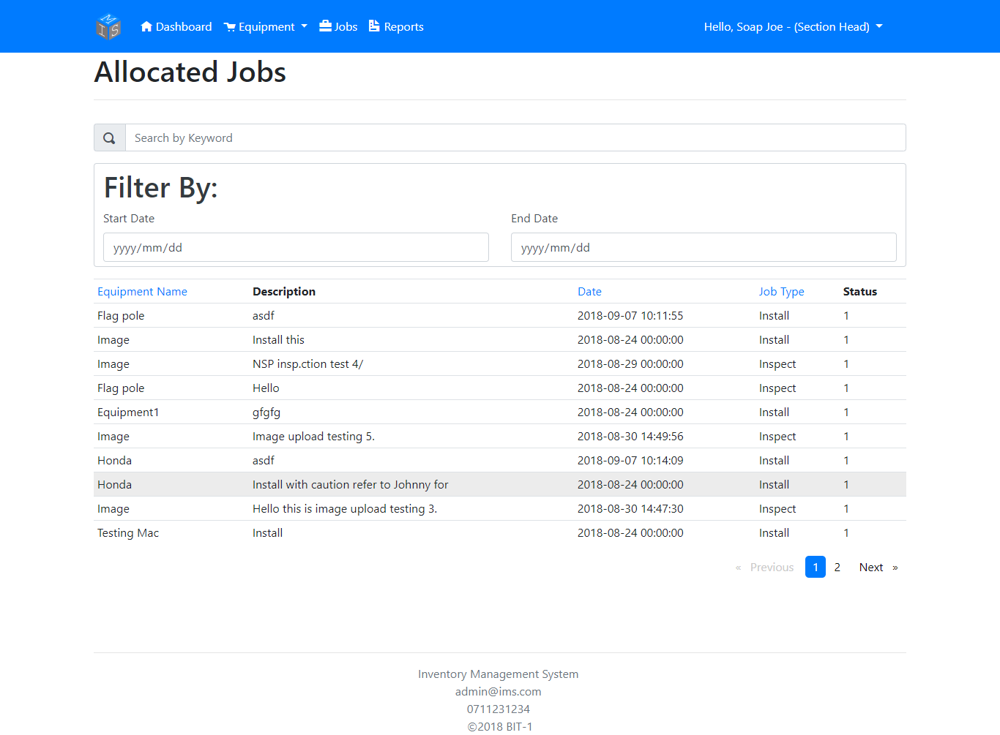 M
I S
Dashboard Equipment Jobs Reports Hello, Soap Joe - (Section Head)
Allocated Jobs
Search by Keyword
Filter By:
Start Date End Date
yyyy/mm/dd yyyy/mm/dd
Equipment Name Description Date Job Type Status
Flag pole asdf 2018-09-07 10:11:55 Install 1
Image Install this 2018-08-24 00:00:00 Install 1
Image NSP insp.ction test 4/ 2018-08-29 00:00:00 Inspect 1
Flag pole Hello 2018-08-24 00:00:00 Inspect 1
Equipment1 gfgfg 2018-08-24 00:00:00 Install 1
Image Image upload testing 5. 2018-08-30 14:49:56 Inspect 1
Honda asdf 2018-09-07 10:14:09 Install 1
Honda Install with caution refer to Johnny for 2018-08-24 00:00:00 Install 1
Image Hello this is image upload testing 3. 2018-08-30 14:47:30 Inspect 1
Testing Mac Install 2018-08-24 00:00:00 Install 1
« Previous 1 2 Next »
Inventory Management System
admin@ims.com
0711231234
©2018 BIT-1